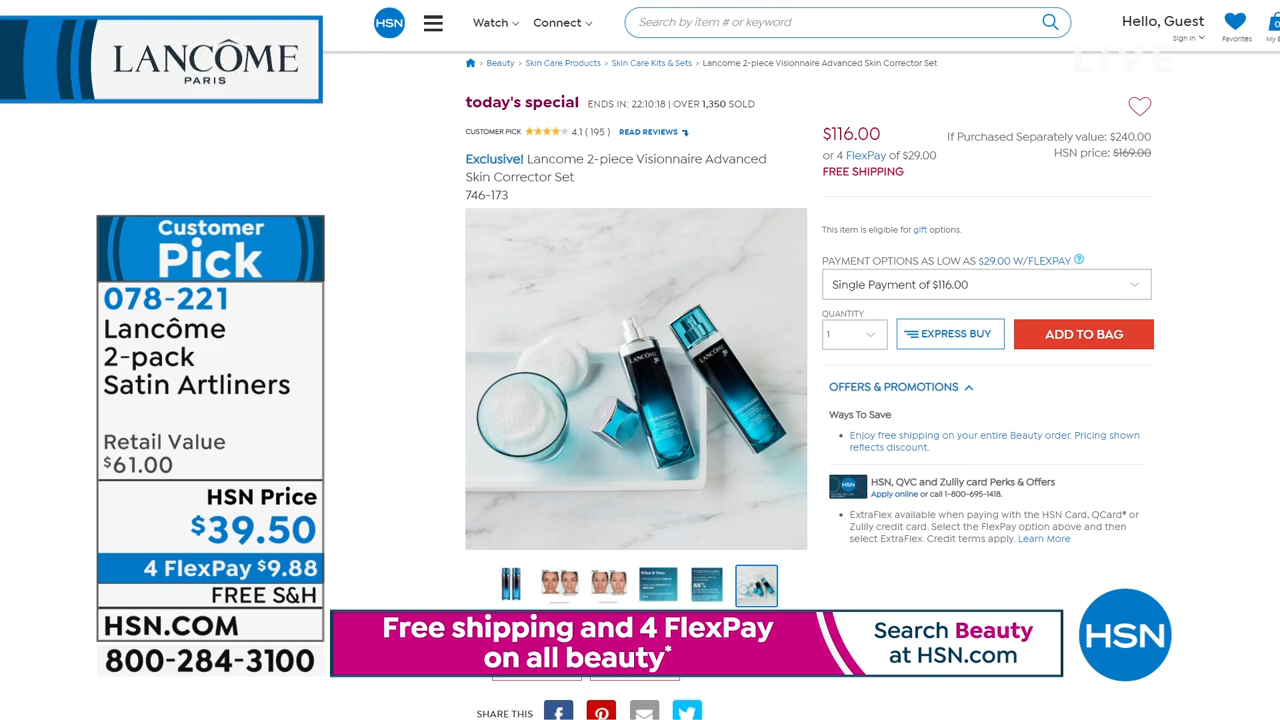 LANCÔME
PARIS
HSN
Watch
Connect
Search by item # or keyword
Hello, Guest
Sign In
Favorites
0
LIVE
> Beauty > Skin Care Products > Skin Care Kits & Sets > Lancome 2-piece Visionnaire Advanced Skin Corrector Set
today's special ENDS IN: 22:10:18 | OVER 1,350 SOLD
CUSTOMER PICK 4.1 ( 195 ) READ REVIEWS
Exclusive! Lancome 2-piece Visionnaire Advanced
Skin Corrector Set
746-173
$116.00
or 4 FlexPay of $29.00
FREE SHIPPING
If Purchased Separately value: $240.00
HSN price: $169.00
This item is eligible for gift options.
PAYMENT OPTIONS AS LOW AS $29.00 W/FLEXPAY ?
Single Payment of $116.00
QUANTITY
1
EXPRESS BUY
ADD TO BAG
OFFERS & PROMOTIONS
Ways To Save
• Enjoy free shipping on your entire Beauty order. Pricing shown
reflects discount.
HSN, QVC and Zulily card Perks & Offers
Apply online or call 1-800-695-1418.
• ExtraFlex available when paying with the HSN Card, QCard® or
Zulily credit card. Select the FlexPay option above and then
select ExtraFlex. Credit terms apply. Learn More
LANCÔME
LANCÔME
Customer
Pick
078-221
Lancôme
2-pack
Satin Artliners
Retail Value
$61.00
HSN Price
$39.50
4 FlexPay $9.88
FREE S&H
HSN.COM
800-284-3100
Free shipping and 4 FlexPay
on all beauty*
Search Beauty
at HSN.com
HSN
SHARE THIS